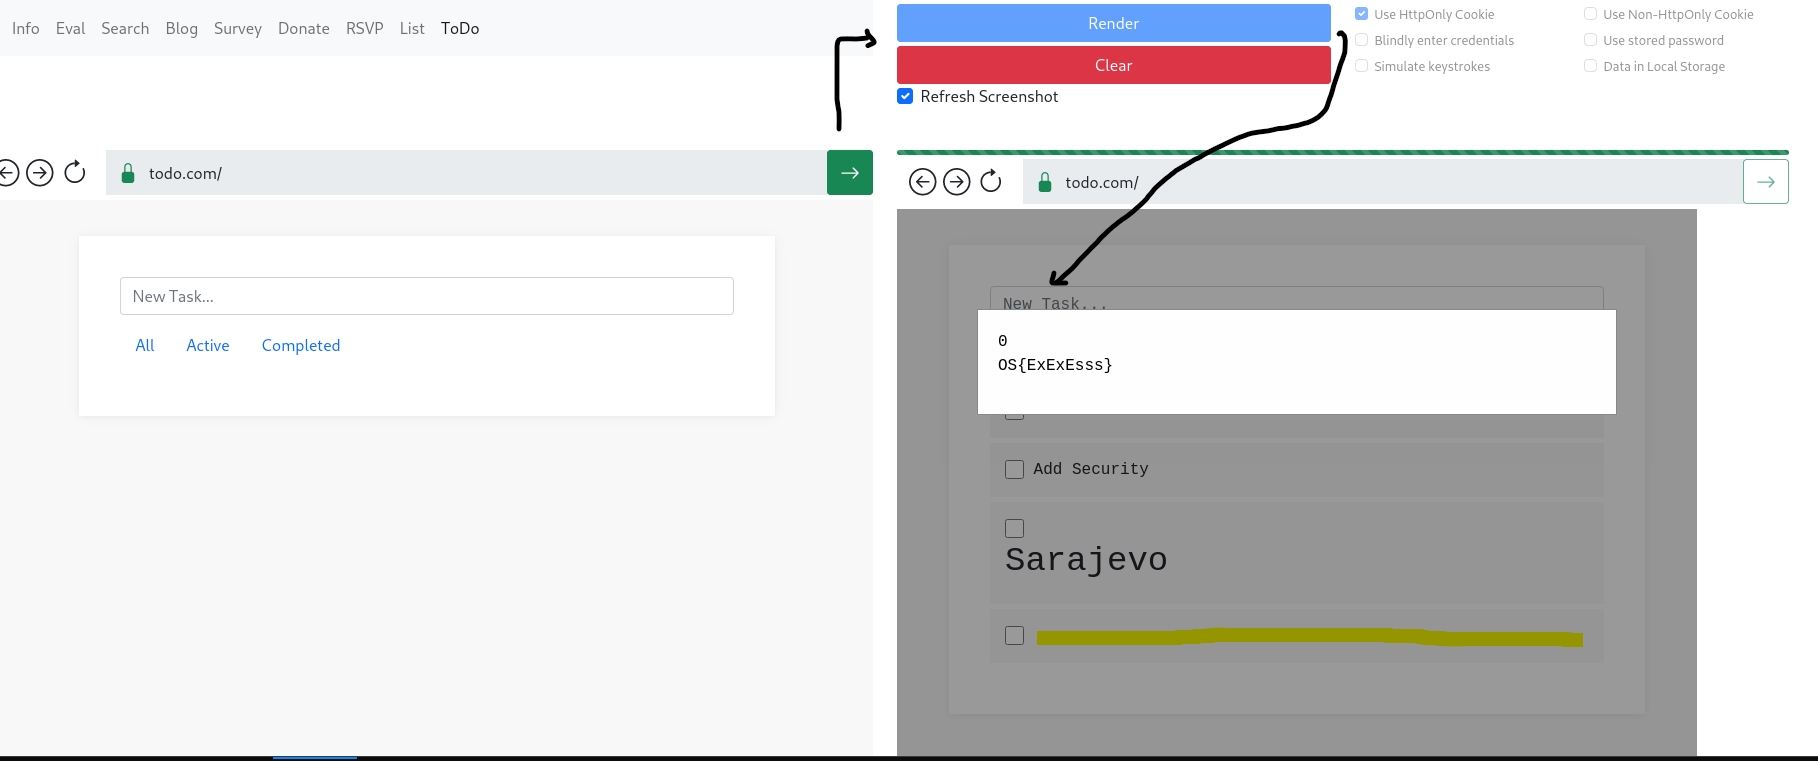 Info Eval Search Blog Survey Donate RSVP List ToDo
todo.com/
New Task...
All Active Completed
Render
Clear
Refresh Screenshot
Use HttpOnly Cookie
Use Non-HttpOnly Cookie
Blindly enter credentials
Use stored password
Simulate keystrokes
Data in Local Storage
todo.com/
New Task...
0
OS{ExExEsss}
Add Security
Sarajevo